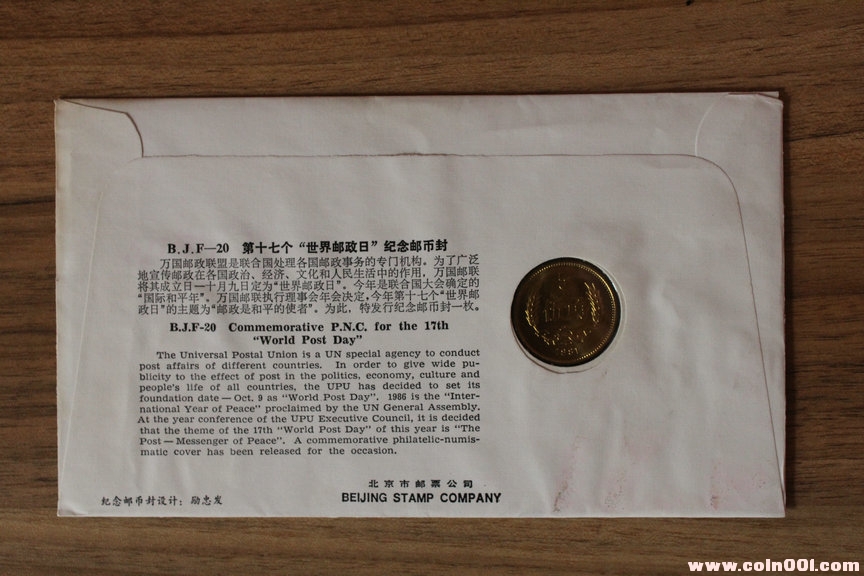 B.J.F—20 第十七个“世界邮政日”纪念邮币封
万国邮政联盟是联合国处理各国邮政事务的专门机构。为了广泛
地宣传邮政在各国政治、经济、文化和人民生活中的作用，万国邮联
将其成立日—十月九日定为“世界邮政日”。今年是联合国大会确定的
“国际和平年”。万国邮联执行理事会年会决定，今年第十七个“世界邮
政日”的主题为“邮政是和平的使者”。为此，特发行纪念邮币封一枚。
B.J.F-20 Commemorative P.N.C. for the 17th
“World Post Day”
The Universal Postal Union is a UN special agency to conduct
post affairs of different countries. In order to give wide pu-
blicity to the effect of post in the politics, economy, culture and
people's life of all countries, the UPU has decided to set its
foundation date — Oct. 9 as “World Post Day”. 1986 is the “Inter-
national Year of Peace” proclaimed by the UN General Assembly.
At the year conference of the UPU Executive Council, it is decided
that the theme of the 17th “World Post Day” of this year is “The
Post — Messenger of Peace”. A commemorative philatelic-numis-
matic cover has been released for the occasion.
纪念邮币封设计：励忠发
北京市邮票公司
BEIJING STAMP COMPANY
1981
www.coin001.com